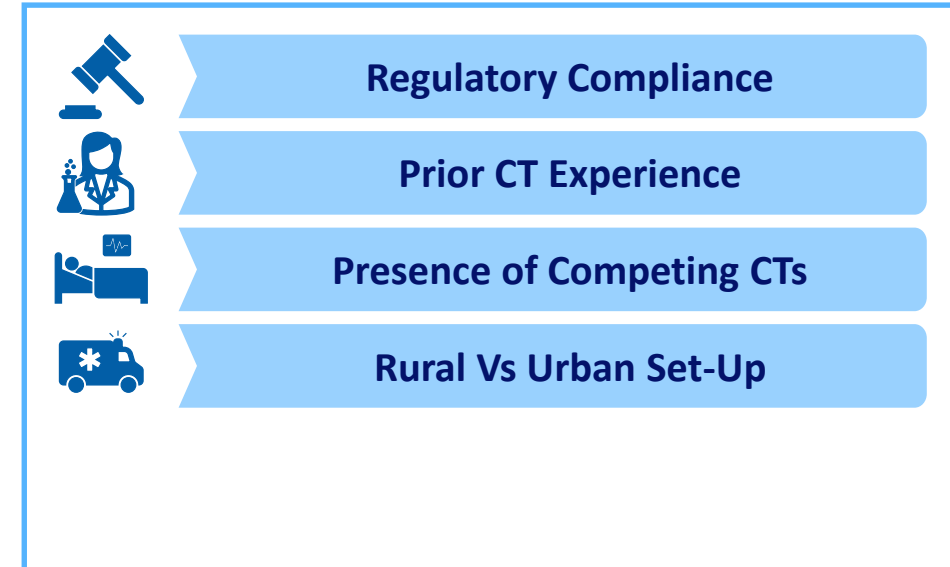 Regulatory Compliance
Prior CT Experience
Presence of Competing CTs
Rural Vs Urban Set-Up